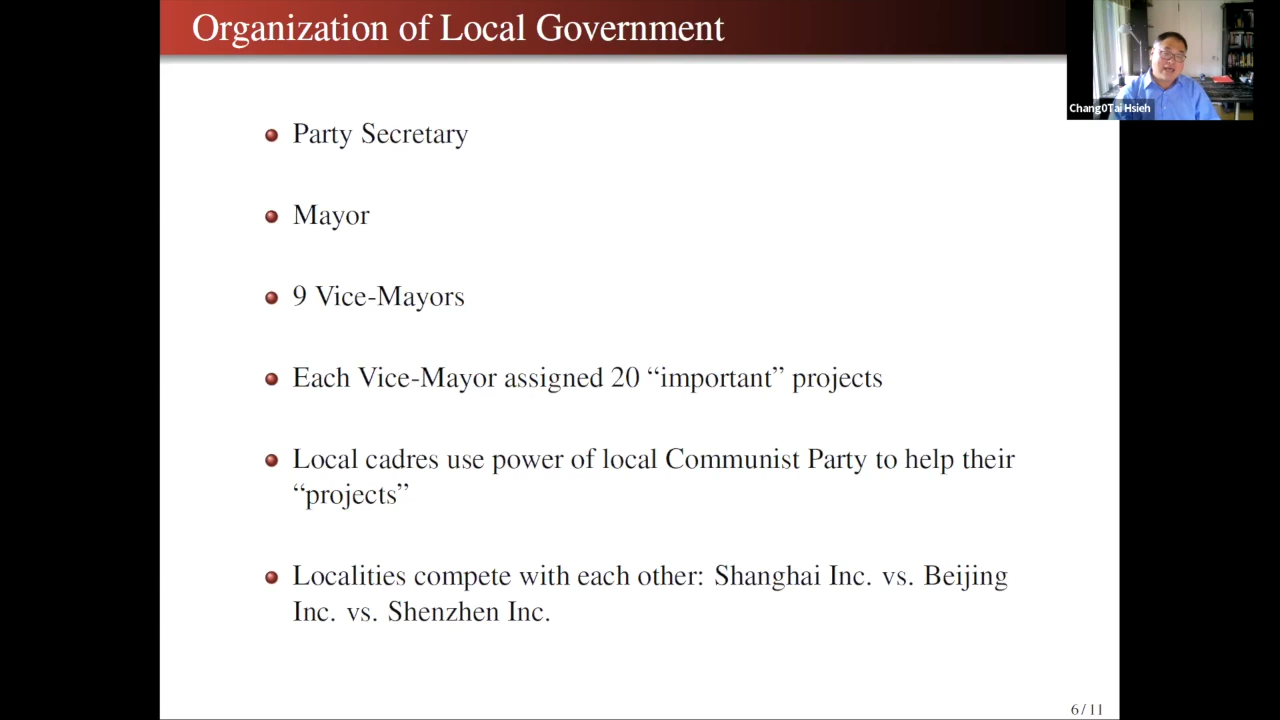 Organization of Local Government
Chang0Tai Hsieh
Party Secretary
Mayor
9 Vice-Mayors
Each Vice-Mayor assigned 20 “important” projects
Local cadres use power of local Communist Party to help their
“projects”
Localities compete with each other: Shanghai Inc. vs. Beijing
Inc. vs. Shenzhen Inc.
6 / 11